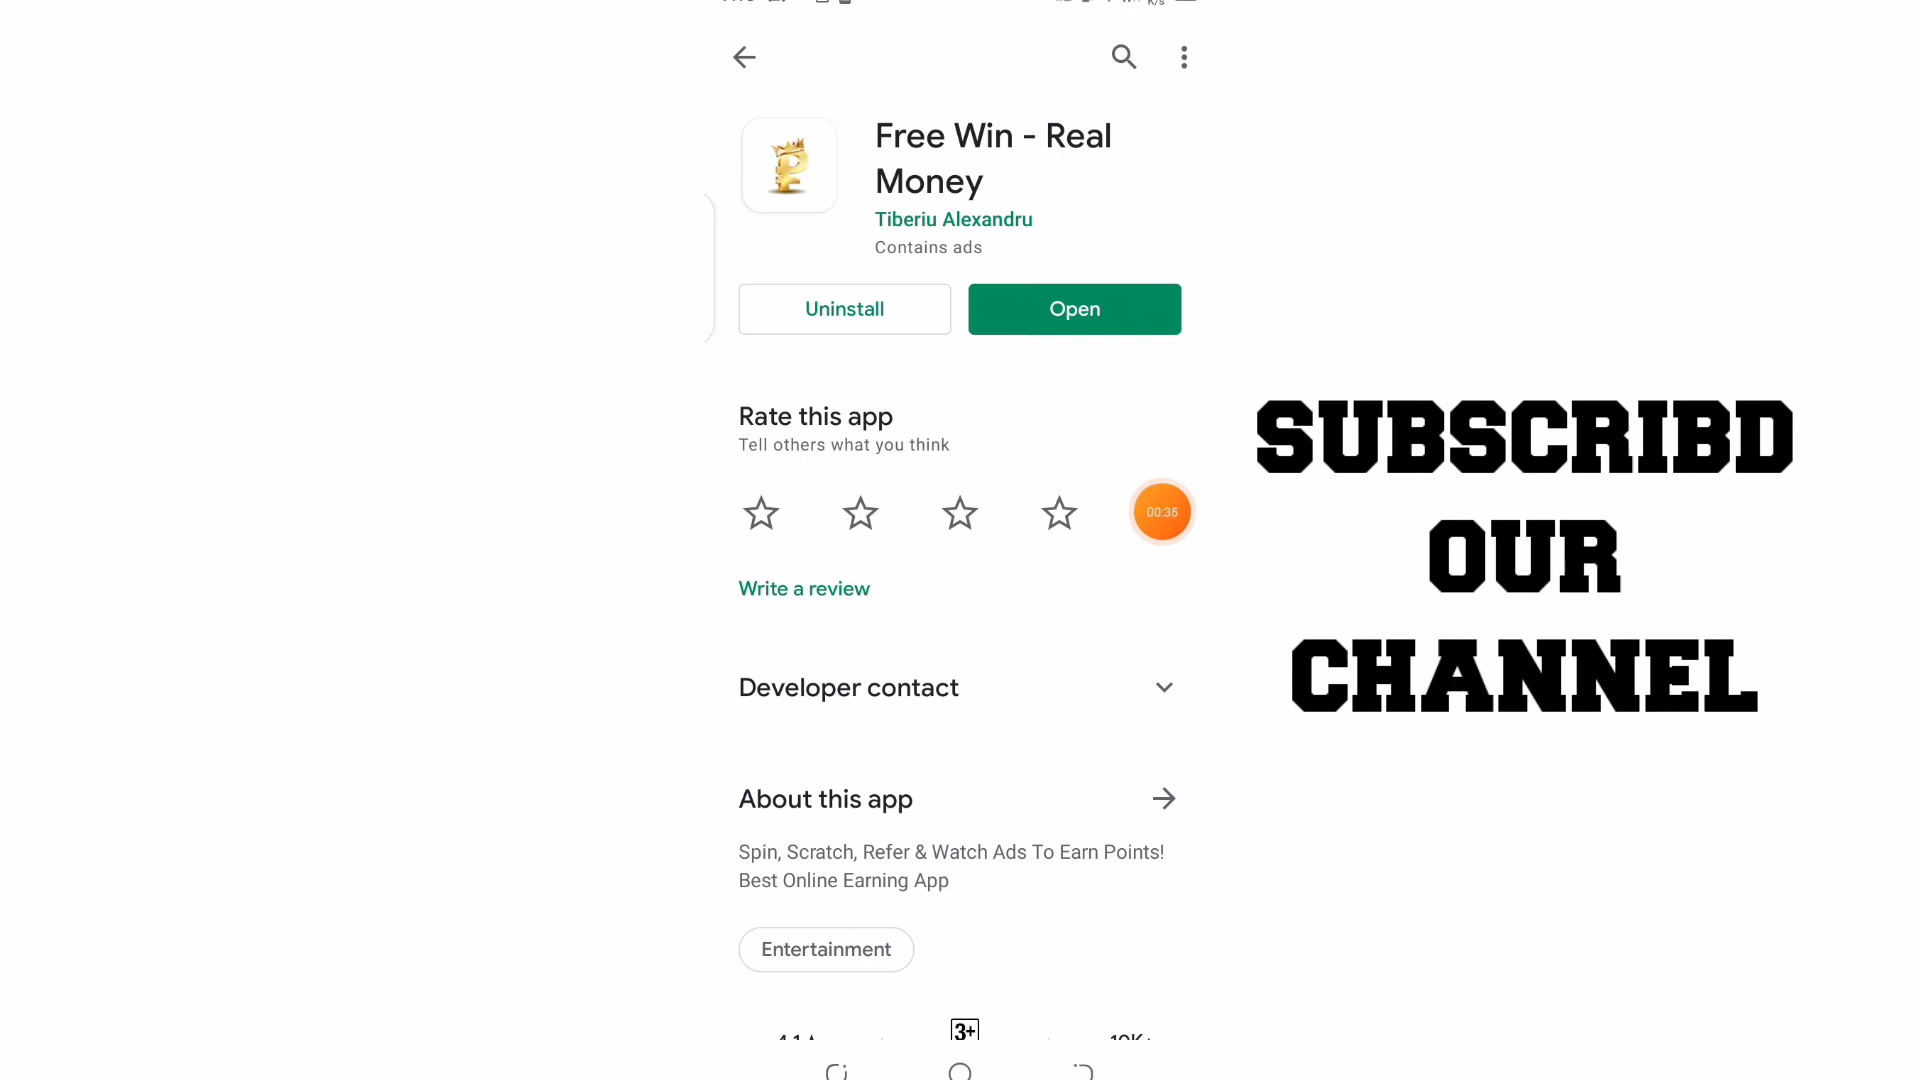 Free Win - Real
Money
Tiberiu Alexandru
Contains ads
Uninstall
Open
Rate this app
Tell others what you think
00:35
Write a review
Developer contact
About this app
Spin, Scratch, Refer & Watch Ads To Earn Points!
Best Online Earning App
Entertainment
3+
SUBSCRIBD
OUR
CHANNEL